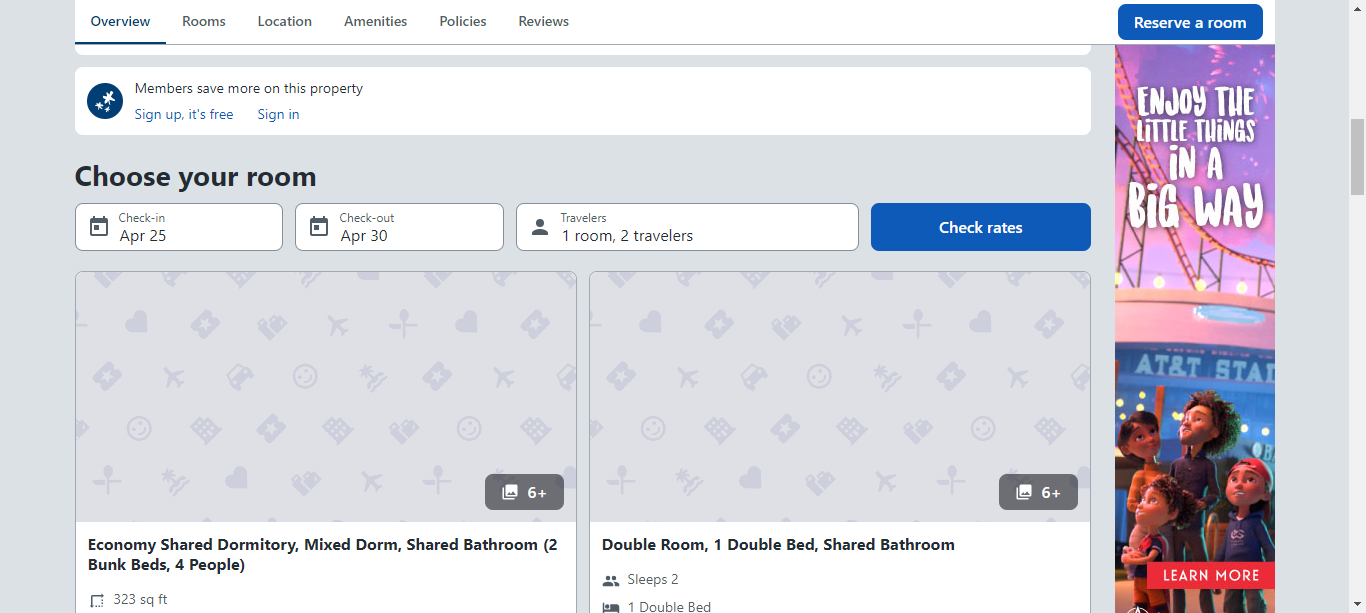 Overview
Rooms
Location
Amenities
Policies
Reviews
Reserve a room
Members save more on this property
Sign up, it's free
Sign in
Choose your room
Check-in
Apr 25
Check-out
Apr 30
Travelers
1 room, 2 travelers
Check rates
6+
6+
Economy Shared Dormitory, Mixed Dorm, Shared Bathroom (2
Bunk Beds, 4 People)
323 sq ft
Double Room, 1 Double Bed, Shared Bathroom
Sleeps 2
1 Double Bed
ENJOY THE
LITTLE THINGS
IN A
BIG WAY
AT&T STAD
LEARN MORE